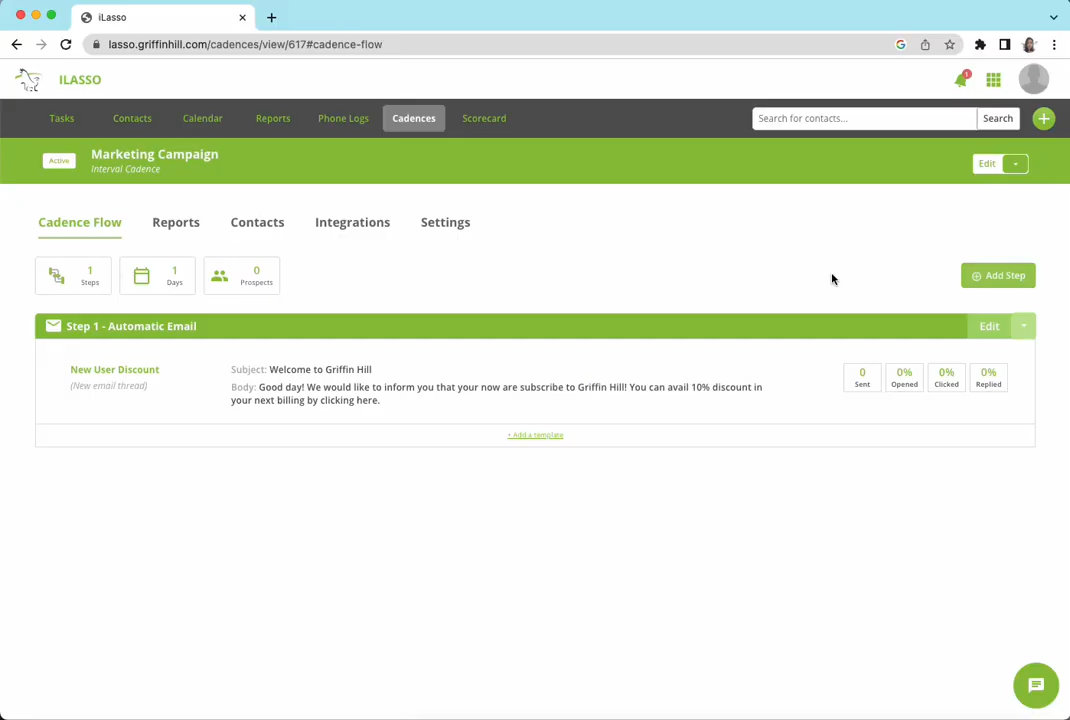 iLasso
lasso.griffinhill.com/cadences/view/617#cadence-flow
ILASSO
1
Tasks
Contacts
Calendar
Reports
Phone Logs
Cadences
Scorecard
Search for contacts...
Search
Active
Marketing Campaign
Interval Cadence
Edit
Cadence Flow
Reports
Contacts
Integrations
Settings
1
Steps
1
Days
0
Prospects
Add Step
Step 1 - Automatic Email
Edit
New User Discount
(New email thread)
Subject: Welcome to Griffin Hill
Body: Good day! We would like to inform you that your now are subscribe to Griffin Hill! You can avail 10% discount in
your next billing by clicking here.
0
Sent
0%
Opened
0%
Clicked
0%
Replied
+ Add a template